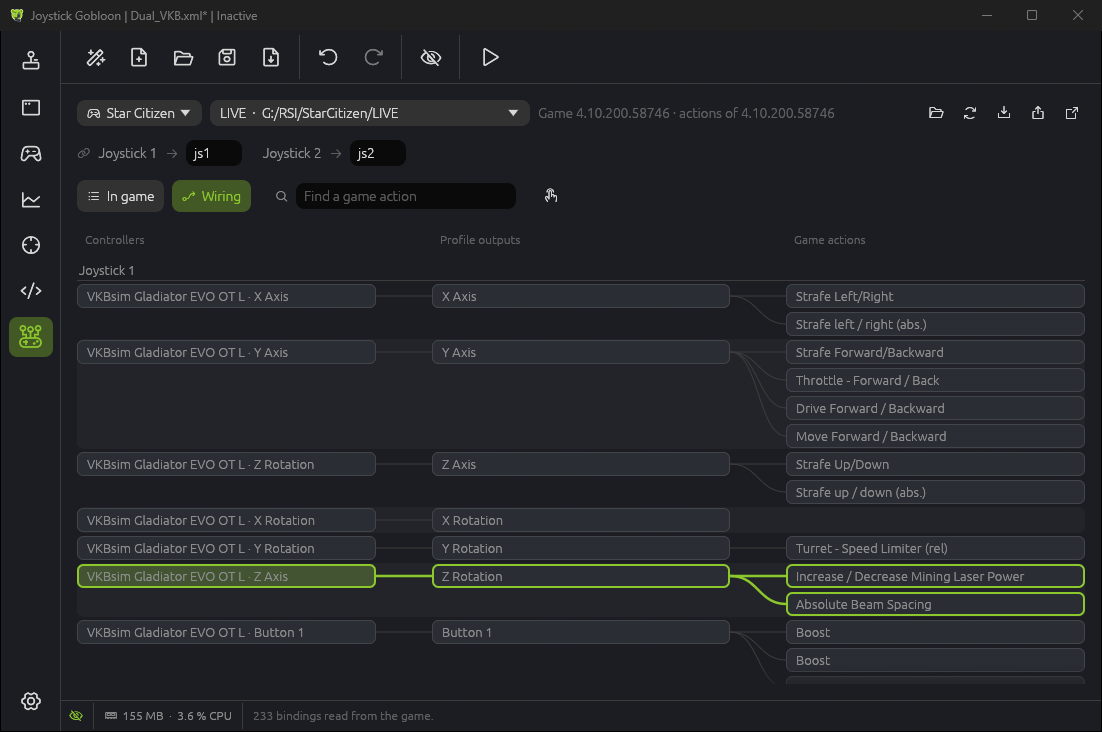 Joystick Gobloon | Dual_VKB.xml* | Inactive
Star Citizen LIVE · G:/RSI/StarCitizen/LIVE Game 4.10.200.58746 · actions of 4.10.200.58746
Joystick 1 → js1 Joystick 2 → js2
In game Wiring Find a game action
Controllers Profile outputs Game actions
Joystick 1
VKBsim Gladiator EVO OT L · X Axis X Axis Strafe Left/Right
Strafe left / right (abs.)
VKBsim Gladiator EVO OT L · Y Axis Y Axis Strafe Forward/Backward
Throttle - Forward / Back
Drive Forward / Backward
Move Forward / Backward
VKBsim Gladiator EVO OT L · Z Rotation Z Axis Strafe Up/Down
Strafe up / down (abs.)
VKBsim Gladiator EVO OT L · X Rotation X Rotation
VKBsim Gladiator EVO OT L · Y Rotation Y Rotation Turret - Speed Limiter (rel)
VKBsim Gladiator EVO OT L · Z Axis Z Rotation Increase / Decrease Mining Laser Power
Absolute Beam Spacing
VKBsim Gladiator EVO OT L · Button 1 Button 1 Boost
Boost
155 MB · 3.6 % CPU 233 bindings read from the game.